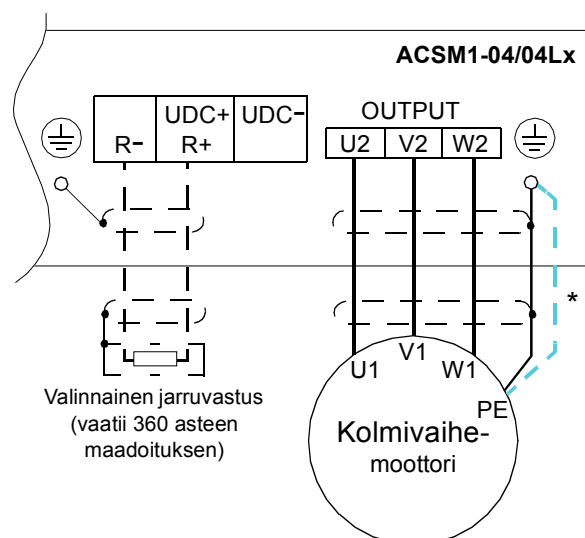 ACSM1-04/04Lx
UDC+ UDC-
R- R+
OUTPUT
U2 V2 W2
*
U1 V1 W1
PE
Valinnainen jarruvastus
(vaatii 360 asteen
maadoituksen)
Kolmivaihe-
moottori